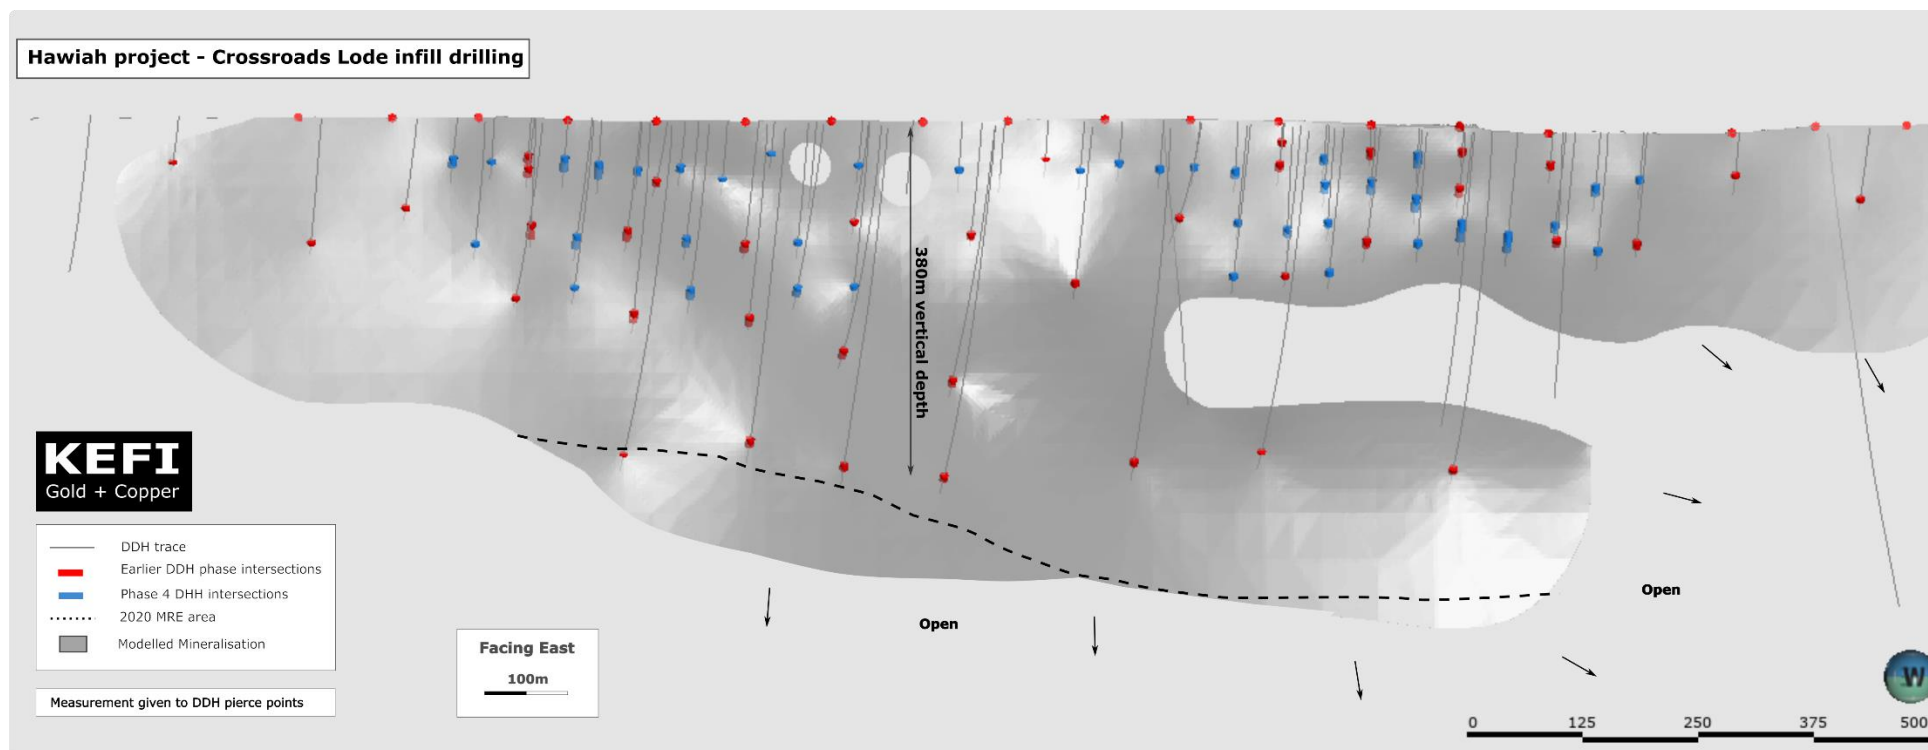 Hawiah project - Crossroads Lode infill drilling
380m vertical depth
KEFI
Gold + Copper
DDH trace
Earlier DDH phase intersections
Phase 4 DHH intersections
2020 MRE area
Modelled Mineralisation
Measurement given to DDH pierce points
Facing East
100m
Open
Open
W
0 125 250 375 500